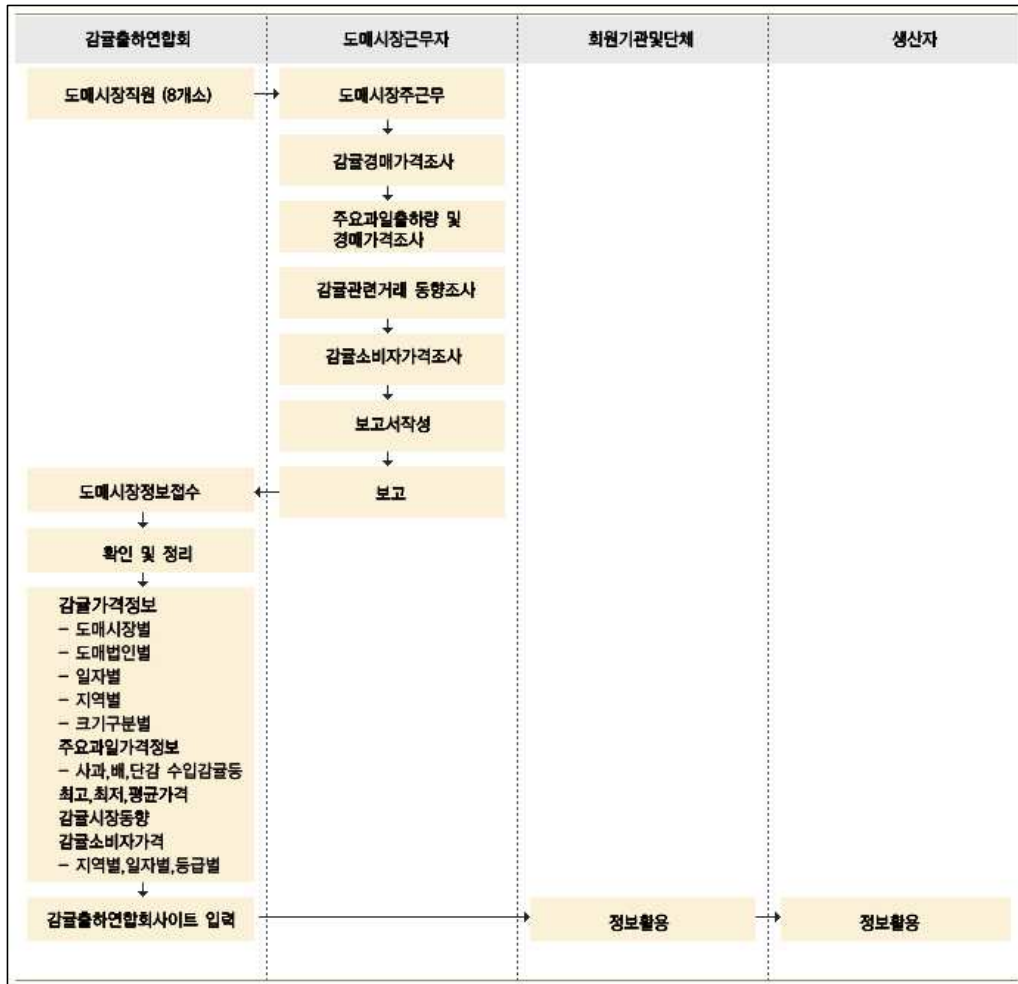 감귤출하연합회
도매시장근무자
회원기관및단체
생산자
도매시장직원 (8개소)
도매시장주근무
감귤경매가격조사
주요과일출하량 및
경매가격조사
감귤관련거래 동향조사
감귤소비자가격조사
보고서작성
보고
도매시장정보접수
확인 및 정리
감귤가격정보
- 도매시장별
- 도매법인별
- 일자별
- 지역별
- 크기구분별
주요과일가격정보
- 사과,배,단감 수입감귤등
최고,최저,평균가격
감귤시장동향
감귤소비자가격
- 지역별,일자별,등급별
감귤출하연합회사이트 입력
정보활용
정보활용